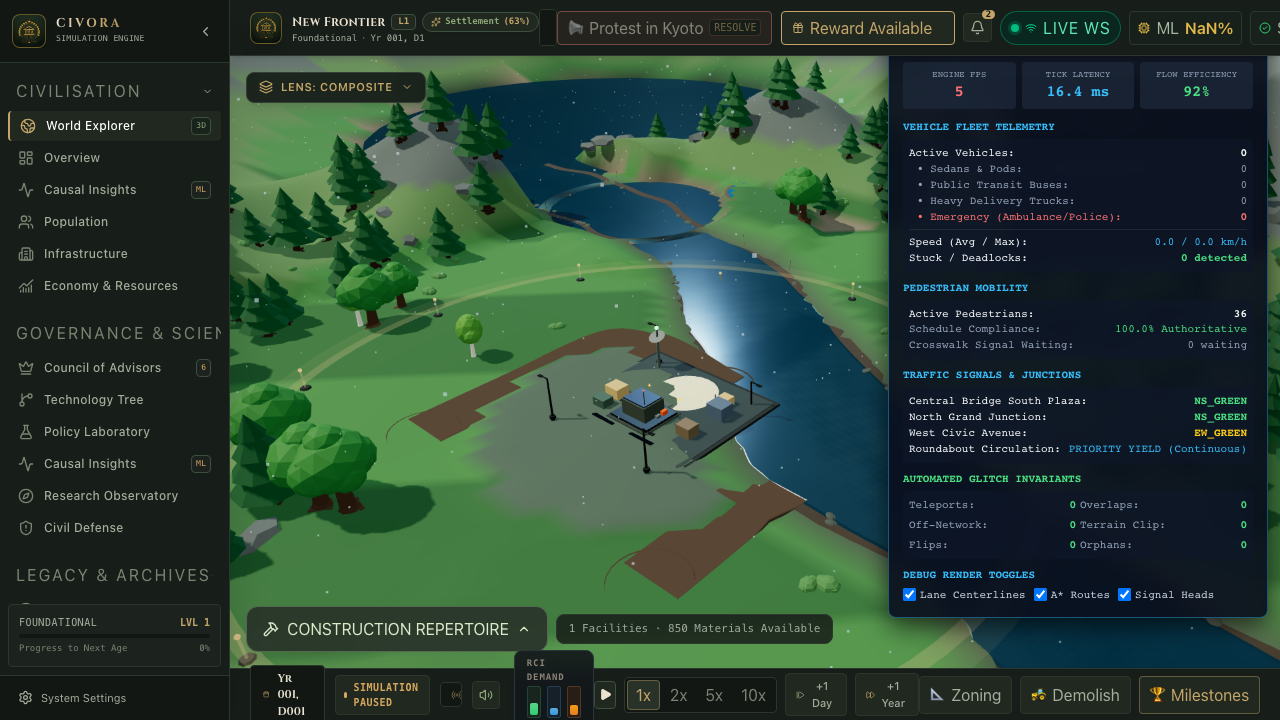 CIVORA
SIMULATION ENGINE
CIVILISATION
World Explorer 3D
Overview
Causal Insights ML
Population
Infrastructure
Economy & Resources
GOVERNANCE & SCIEN
Council of Advisors 6
Technology Tree
Policy Laboratory
Causal Insights ML
Research Observatory
Civil Defense
LEGACY & ARCHIVES
FOUNDATIONAL LVL 1
Progress to Next Age 0%
System Settings
New Frontier L1 Settlement (63%)
Foundational · Yr 001, D1
Protest in Kyoto RESOLVE
Reward Available
2
LIVE WS
ML NaN%
LENS: COMPOSITE
ENGINE FPS
5
TICK LATENCY
16.4 ms
FLOW EFFICIENCY
92%
VEHICLE FLEET TELEMETRY
Active Vehicles: 0
• Sedans & Pods: 0
• Public Transit Buses: 0
• Heavy Delivery Trucks: 0
• Emergency (Ambulance/Police): 0
Speed (Avg / Max): 0.0 / 0.0 km/h
Stuck / Deadlocks: 0 detected
PEDESTRIAN MOBILITY
Active Pedestrians: 36
Schedule Compliance: 100.0% Authoritative
Crosswalk Signal Waiting: 0 waiting
TRAFFIC SIGNALS & JUNCTIONS
Central Bridge South Plaza: NS_GREEN
North Grand Junction: NS_GREEN
West Civic Avenue: EW_GREEN
Roundabout Circulation: PRIORITY YIELD (Continuous)
AUTOMATED GLITCH INVARIANTS
Teleports: 0 Overlaps: 0
Off-Network: 0 Terrain Clip: 0
Flips: 0 Orphans: 0
DEBUG RENDER TOGGLES
Lane Centerlines A* Routes Signal Heads
CONSTRUCTION REPERTOIRE
1 Facilities · 850 Materials Available
Yr
001,
D001
SIMULATION
PAUSED
RCI
DEMAND
1x 2x 5x 10x
+1
Day
+1
Year
Zoning
Demolish
Milestones